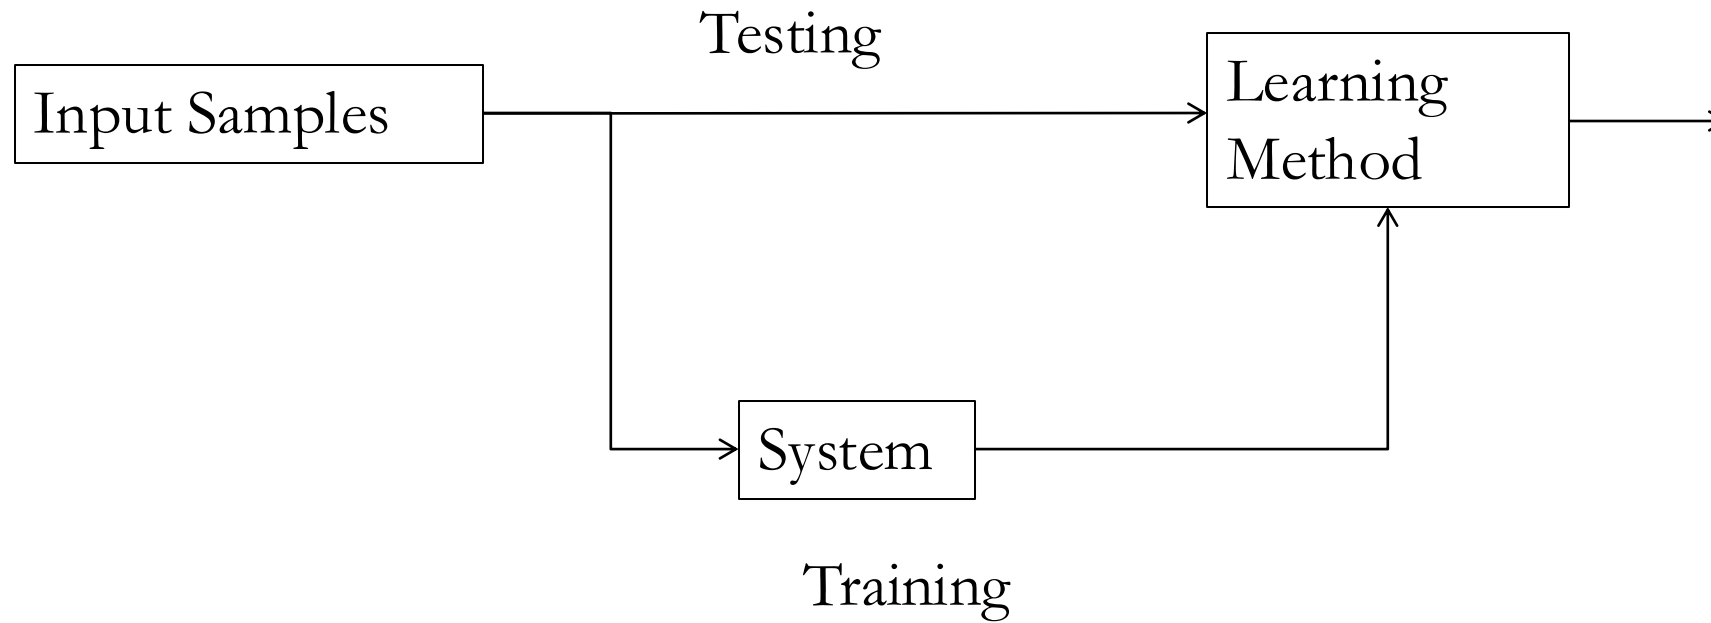 Testing
Input Samples
Learning
Method
System
Training